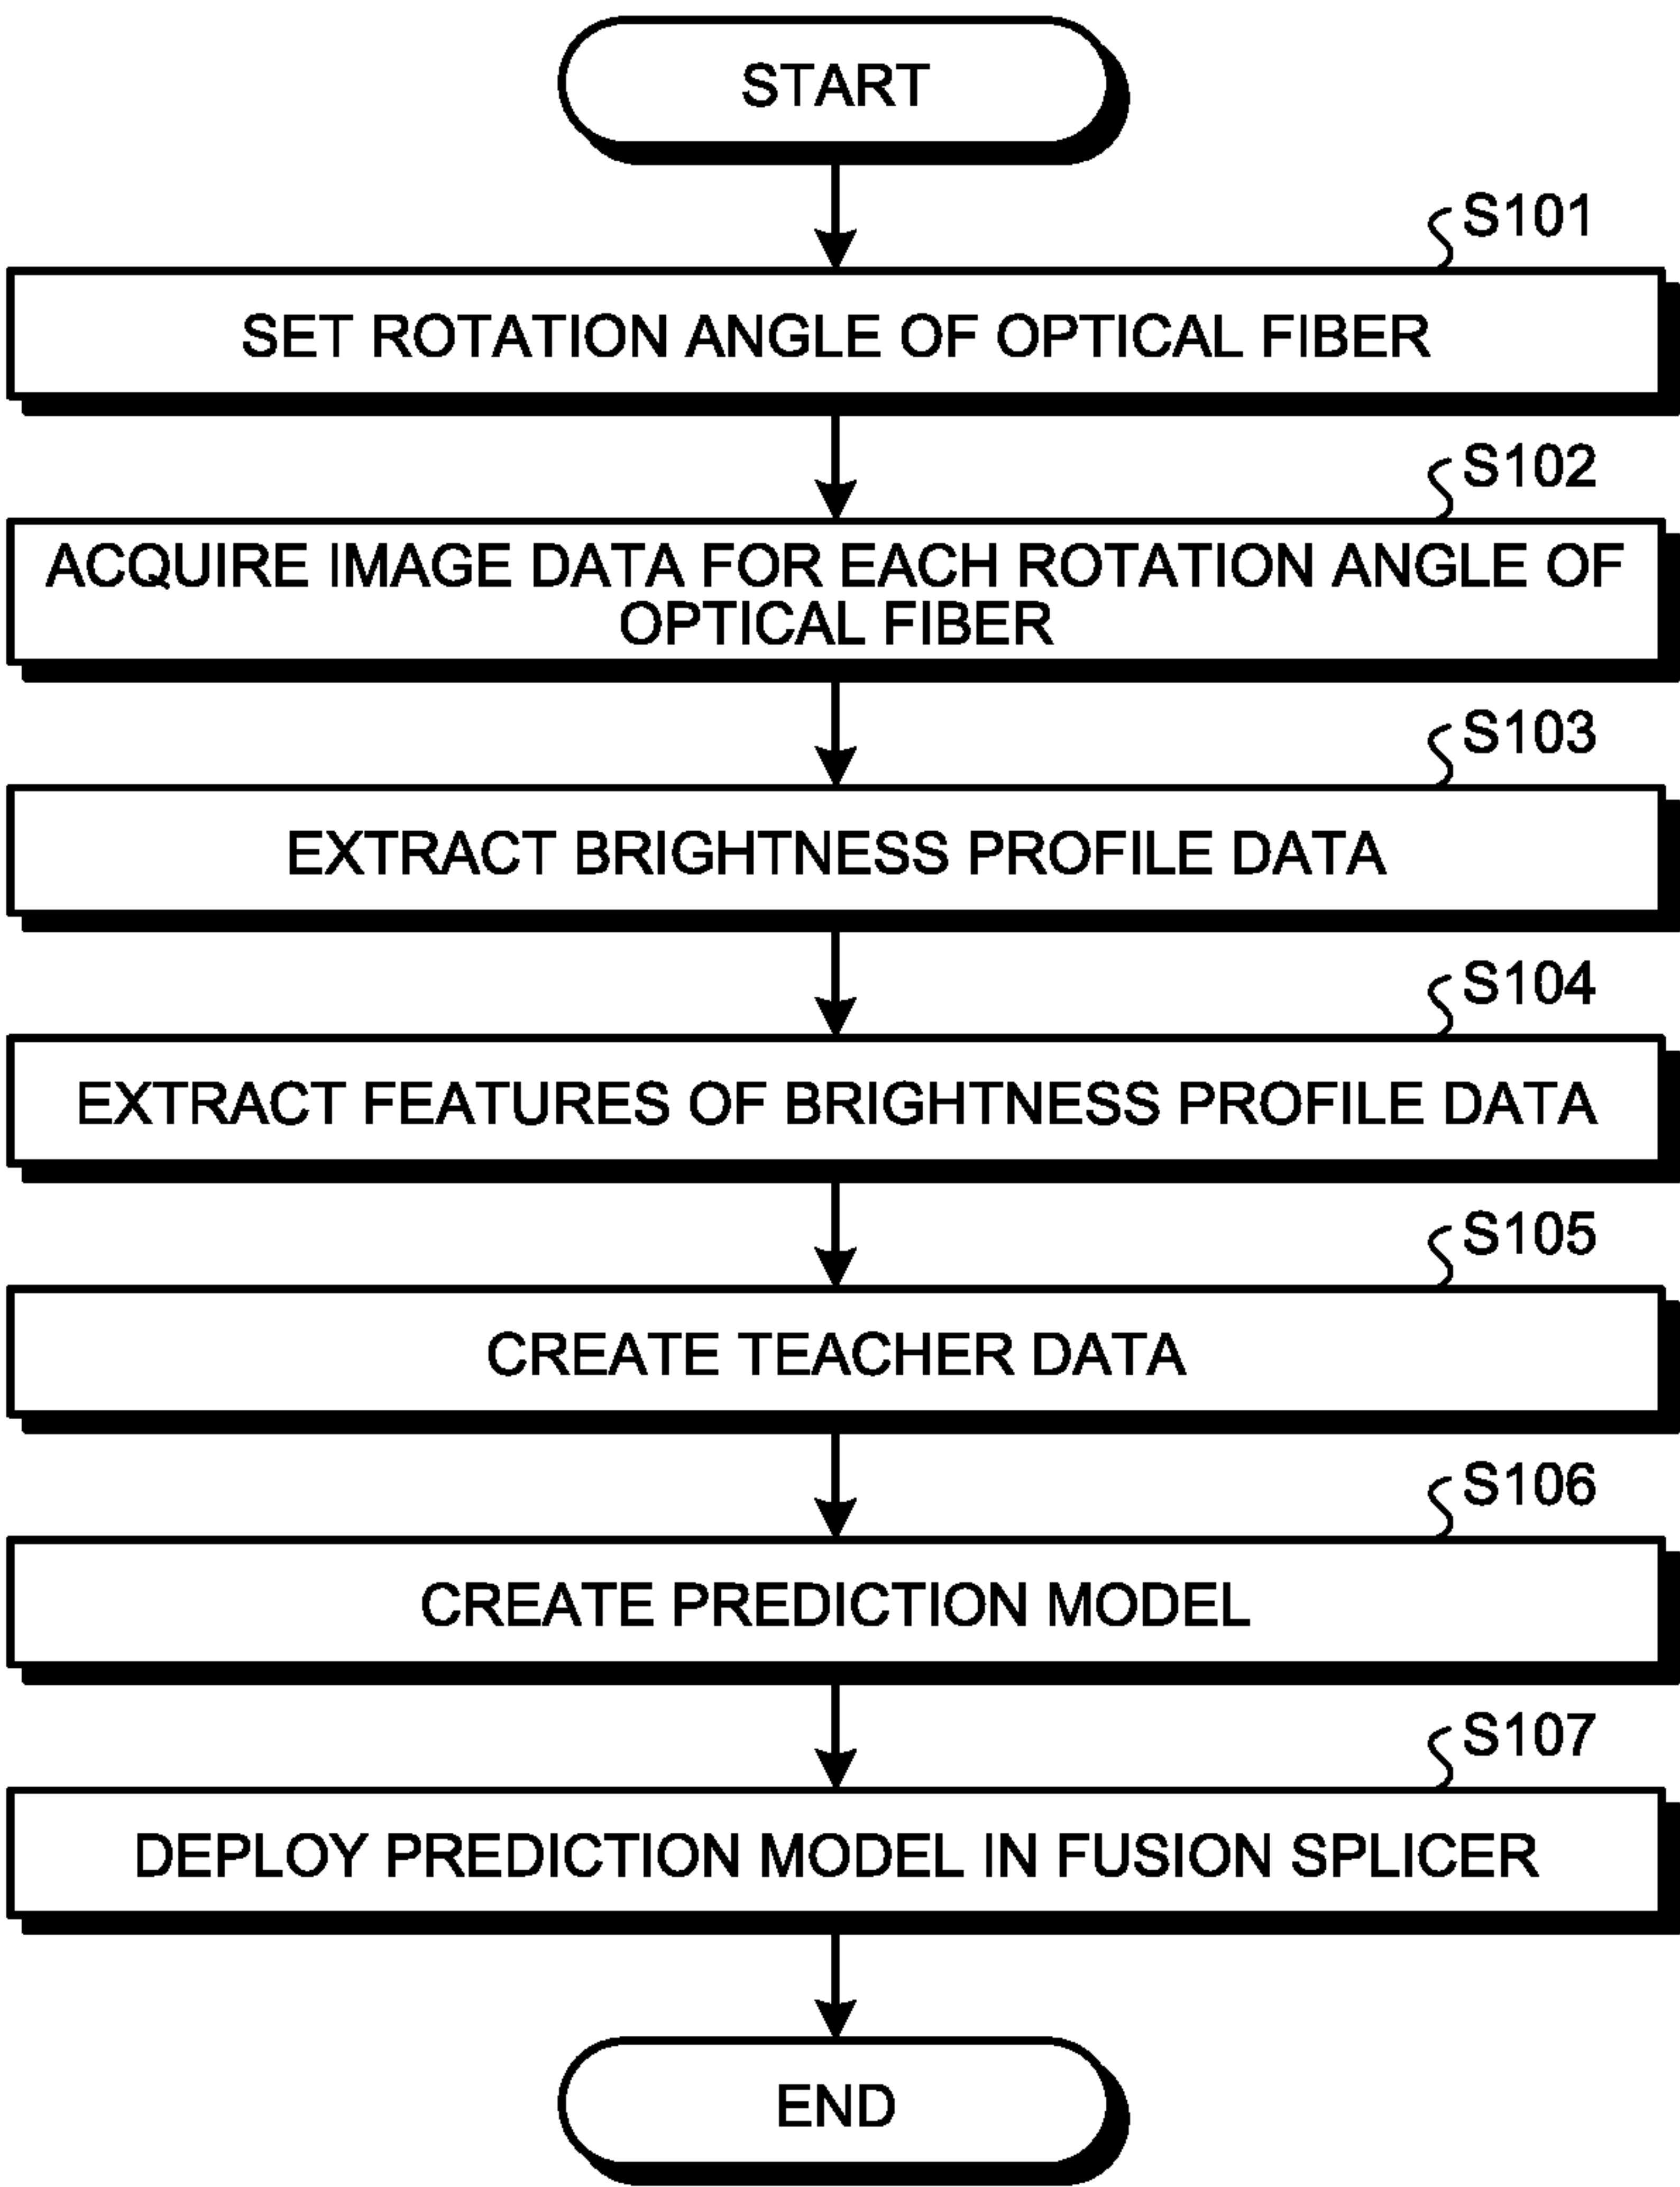 START
S101
SET ROTATION ANGLE OF OPTICAL FIBER
S102
ACQUIRE IMAGE DATA FOR EACH ROTATION ANGLE OF
OPTICAL FIBER
S103
EXTRACT BRIGHTNESS PROFILE DATA
S104
EXTRACT FEATURES OF BRIGHTNESS PROFILE DATA
S105
CREATE TEACHER DATA
S106
CREATE PREDICTION MODEL
S107
DEPLOY PREDICTION MODEL IN FUSION SPLICER
END